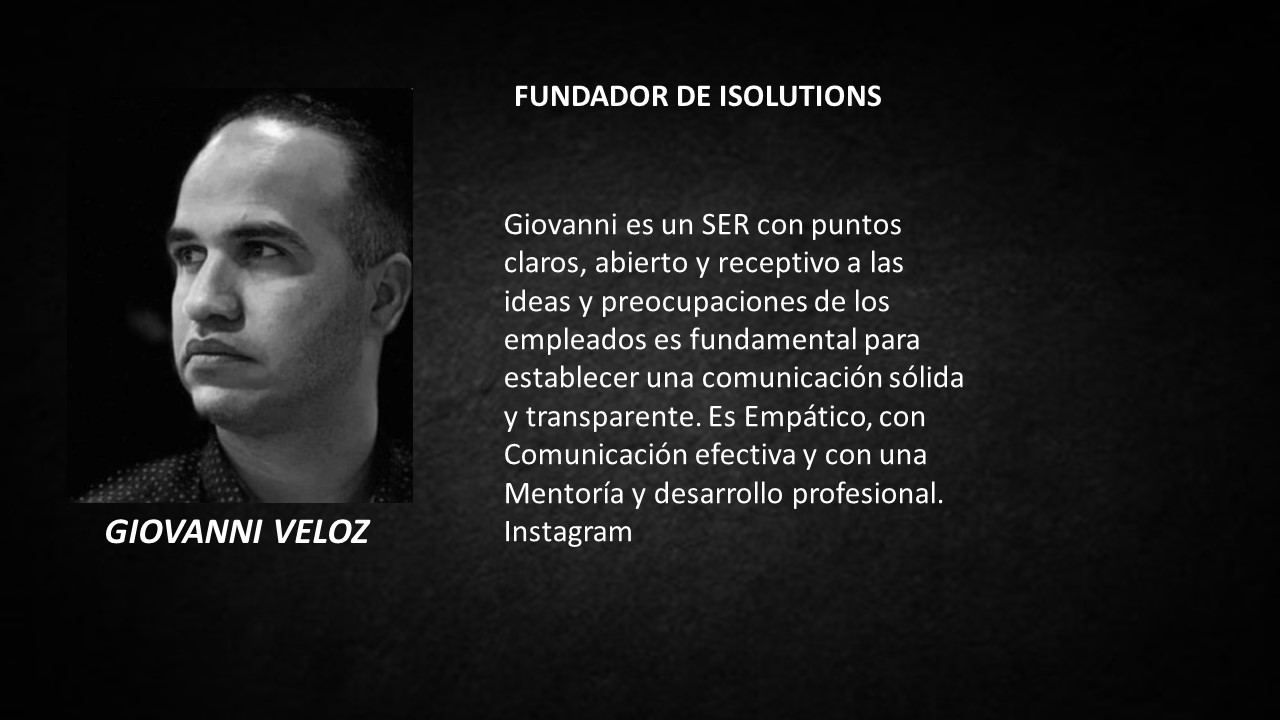 FUNDADOR DE ISOLUTIONS
Giovanni es un SER con puntos
claros, abierto y receptivo a las
ideas y preocupaciones de los
empleados es fundamental para
establecer una comunicación sólida
y transparente. Es Empático, con
Comunicación efectiva y con una
Mentoría y desarrollo profesional.
Instagram
GIOVANNI VELOZ